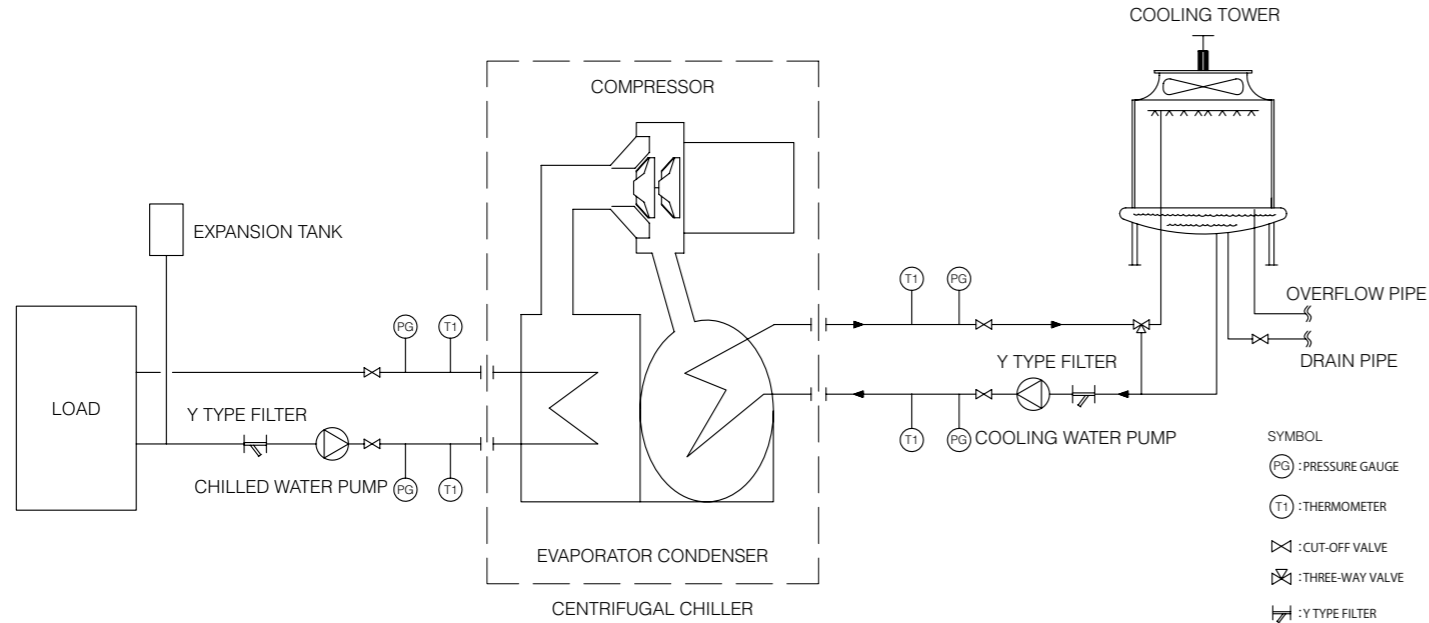 COOLING TOWER
COMPRESSOR
EXPANSION TANK
T1
PG
OVERFLOW PIPE
PG
T1
Y TYPE FILTER
DRAIN PIPE
LOAD
Y TYPE FILTER
T1
PG
COOLING WATER PUMP
SYMBOL
CHILLED WATER PUMP
PG
T1
PG :PRESSURE GAUGE
T1 :THERMOMETER
EVAPORATOR CONDENSER
:CUT-OFF VALVE
:THREE-WAY VALVE
CENTRIFUGAL CHILLER
:Y TYPE FILTER